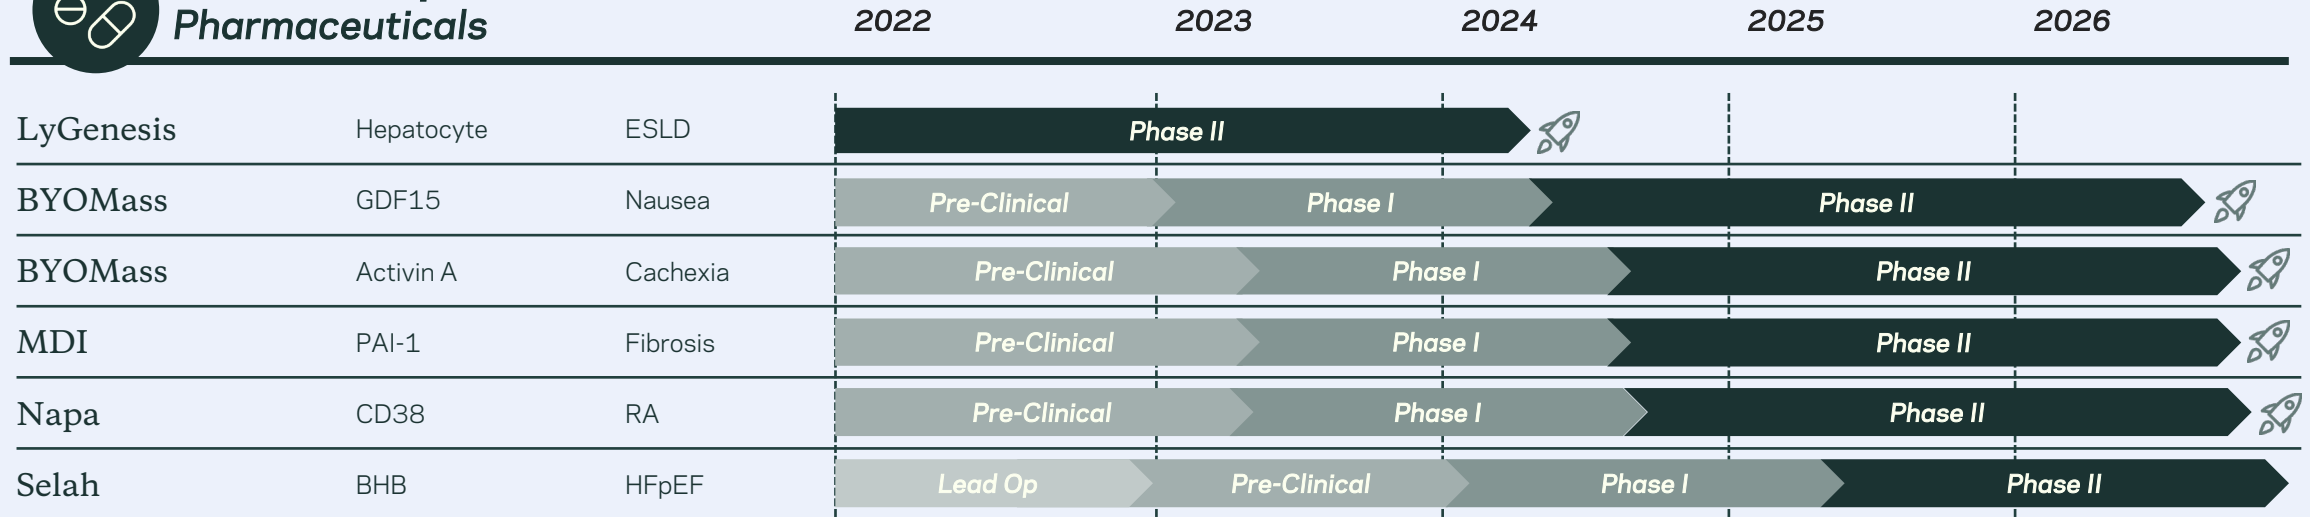 Pharmaceuticals 2022 2023 2024 2025 2026
LyGenesis Hepatocyte ESLD Phase II
BYOMass GDF15 Nausea Pre-Clinical Phase I Phase II
BYOMass Activin A Cachexia Pre-Clinical Phase I Phase II
MDI PAI-1 Fibrosis Pre-Clinical Phase I Phase II
Napa CD38 RA Pre-Clinical Phase I Phase II
Selah BHB HFpEF Lead Op Pre-Clinical Phase I Phase II